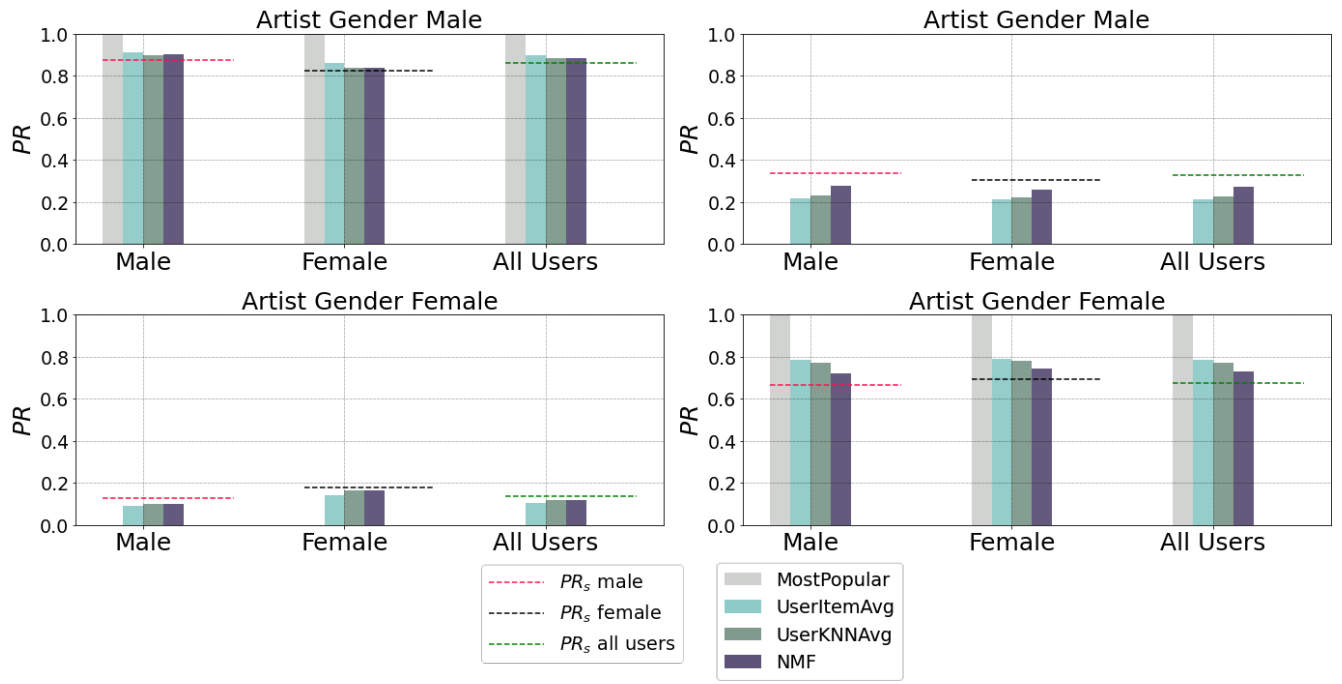 Artist Gender Male
PR
1.0
0.8
0.6
0.4
0.2
0.0
Male Female All Users
Artist Gender Male
PR
1.0
0.8
0.6
0.4
0.2
0.0
Male Female All Users
Artist Gender Female
PR
1.0
0.8
0.6
0.4
0.2
0.0
Male Female All Users
Artist Gender Female
PR
1.0
0.8
0.6
0.4
0.2
0.0
Male Female All Users
PRs male
PRs female
PRs all users
MostPopular
UserItemAvg
UserKNNAvg
NMF